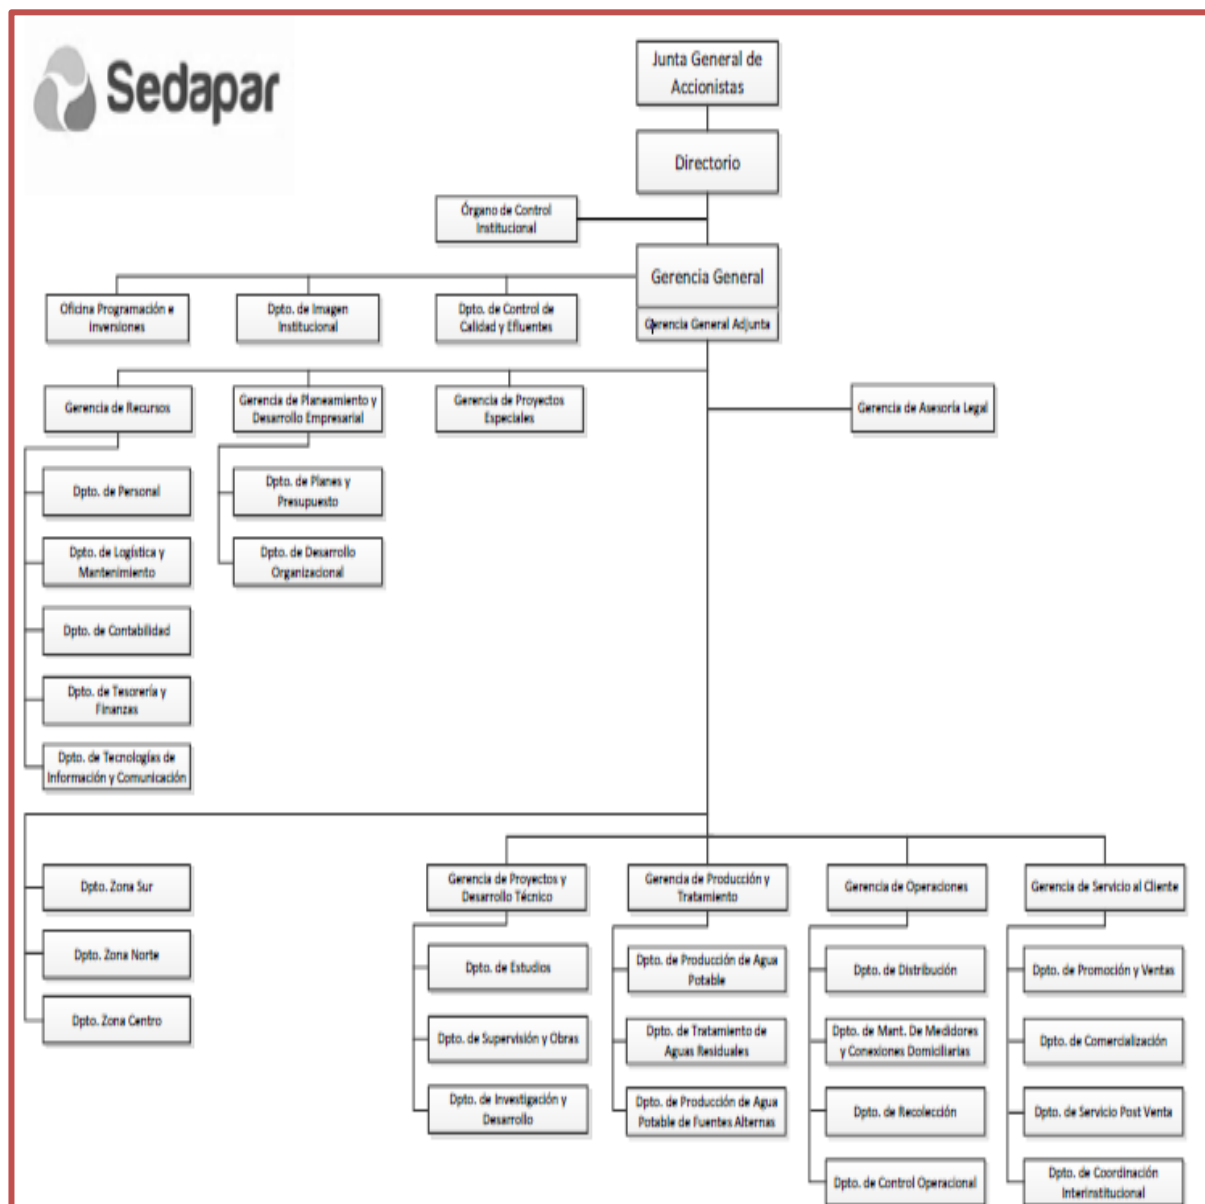 Sedapar
Junta General de
Accionistas
Directorio
Órgano de Control
Institucional
Gerencia General
Gerencia General Adjunta
Oficina Programación e
Inversiones
Dpto. de Imagen
Institucional
Dpto. de Control de
Calidad y Efluentes
Gerencia de Recursos
Gerencia de Planeamiento y
Desarrollo Empresarial
Gerencia de Proyectos
Especiales
Gerencia de Asesoría Legal
Dpto. de Personal
Dpto. de Logística y
Mantenimiento
Dpto. de Contabilidad
Dpto. de Tesorería y
Finanzas
Dpto. de Tecnologías de
Información y Comunicación
Dpto. de Planes y
Presupuesto
Dpto. de Desarrollo
Organizacional
Dpto. Zona Sur
Dpto. Zona Norte
Dpto. Zona Centro
Gerencia de Proyectos y
Desarrollo Técnico
Dpto. de Estudios
Dpto. de Supervisión y Obras
Dpto. de Investigación y
Desarrollo
Gerencia de Producción y
Tratamiento
Dpto. de Producción de Agua
Potable
Dpto. de Tratamiento de
Aguas Residuales
Dpto. de Producción de Agua
Potable de Fuentes Alternas
Gerencia de Operaciones
Dpto. de Distribución
Dpto. de Mant. De Medidores
y Conexiones Domiciliarias
Dpto. de Recolección
Dpto. de Control Operacional
Gerencia de Servicio al Cliente
Dpto. de Promoción y Ventas
Dpto. de Comercialización
Dpto. de Servicio Post Venta
Dpto. de Coordinación
Interinstitucional